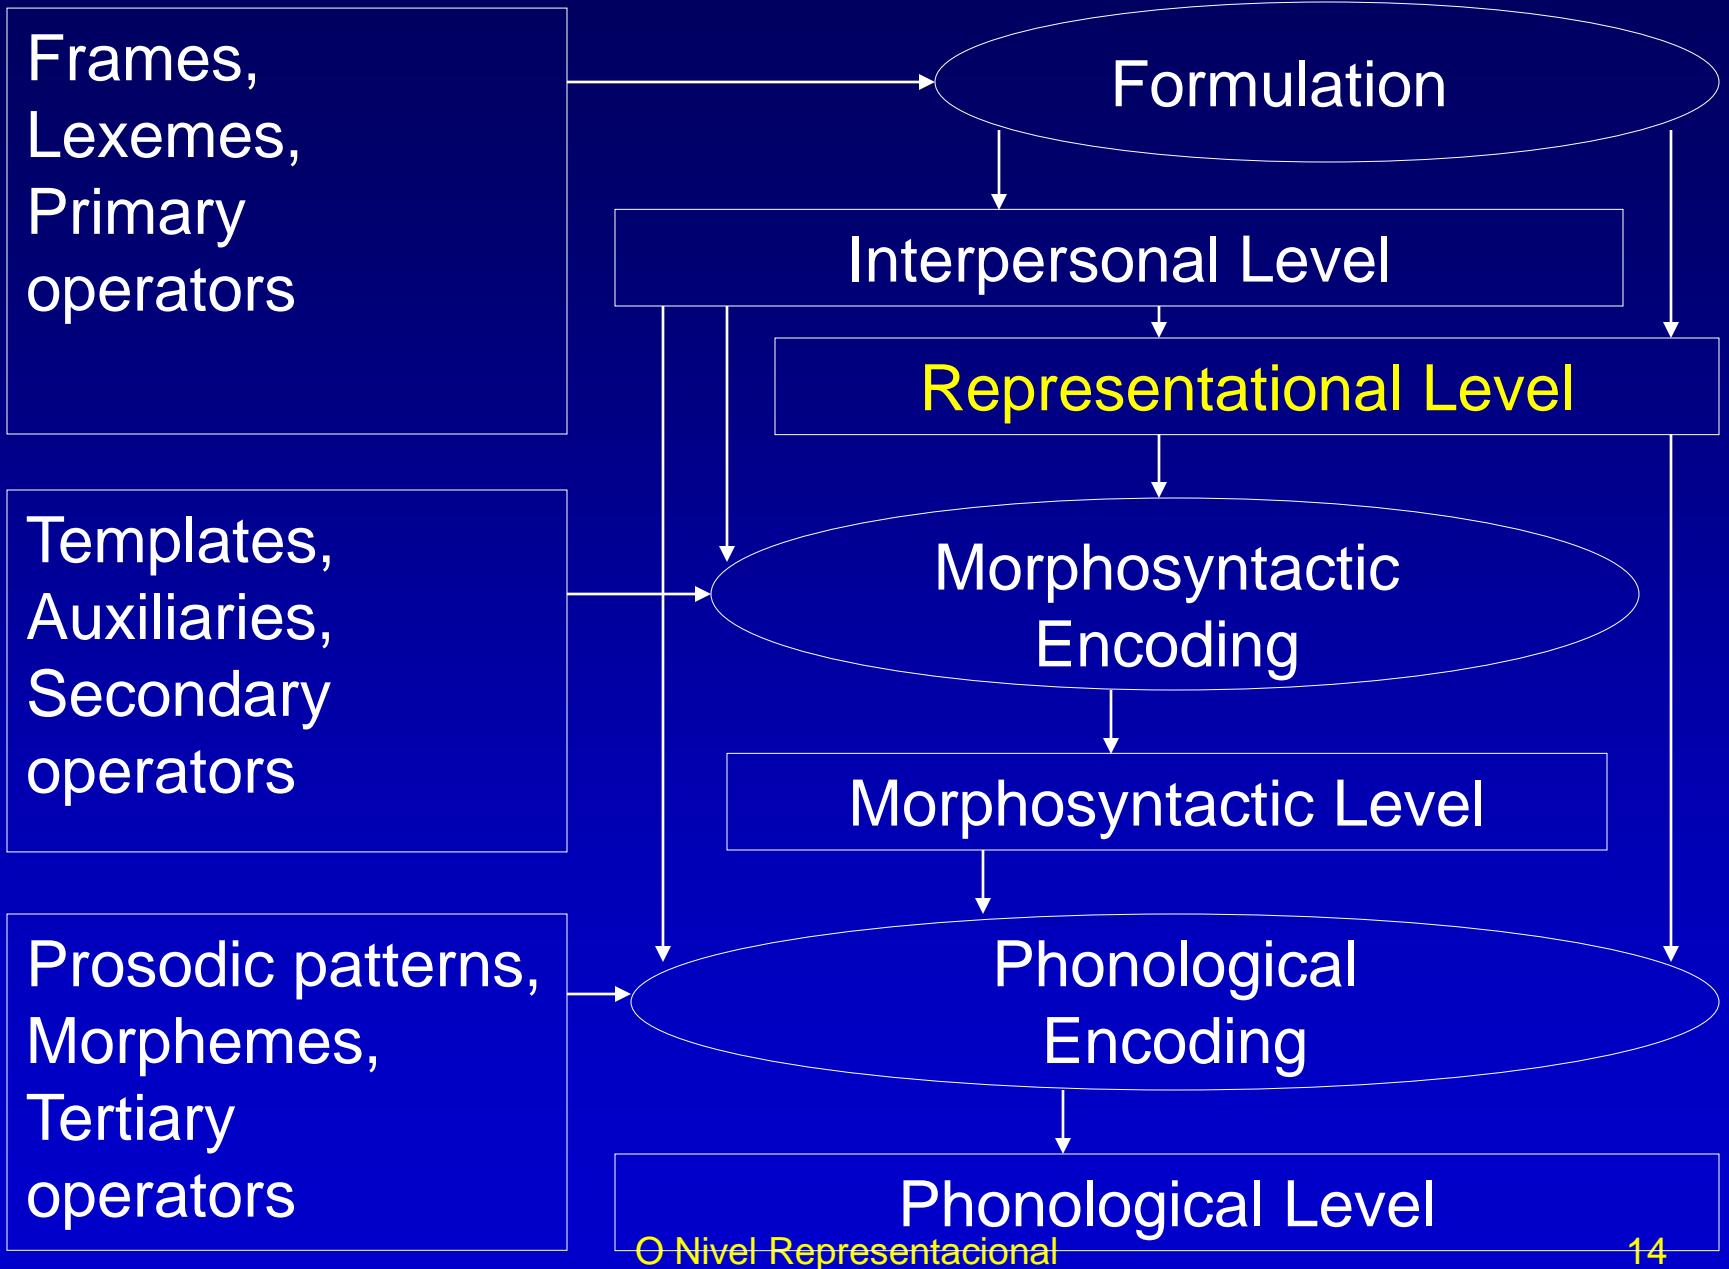 Frames,
Lexemes,
Primary
operators
Formulation
Interpersonal Level
Representational Level
Templates,
Auxiliaries,
Secondary
operators
Morphosyntactic
Encoding
Morphosyntactic Level
Prosodic patterns,
Morphemes,
Tertiary
operators
Phonological
Encoding
Phonological Level
O Nivel Representacional
14